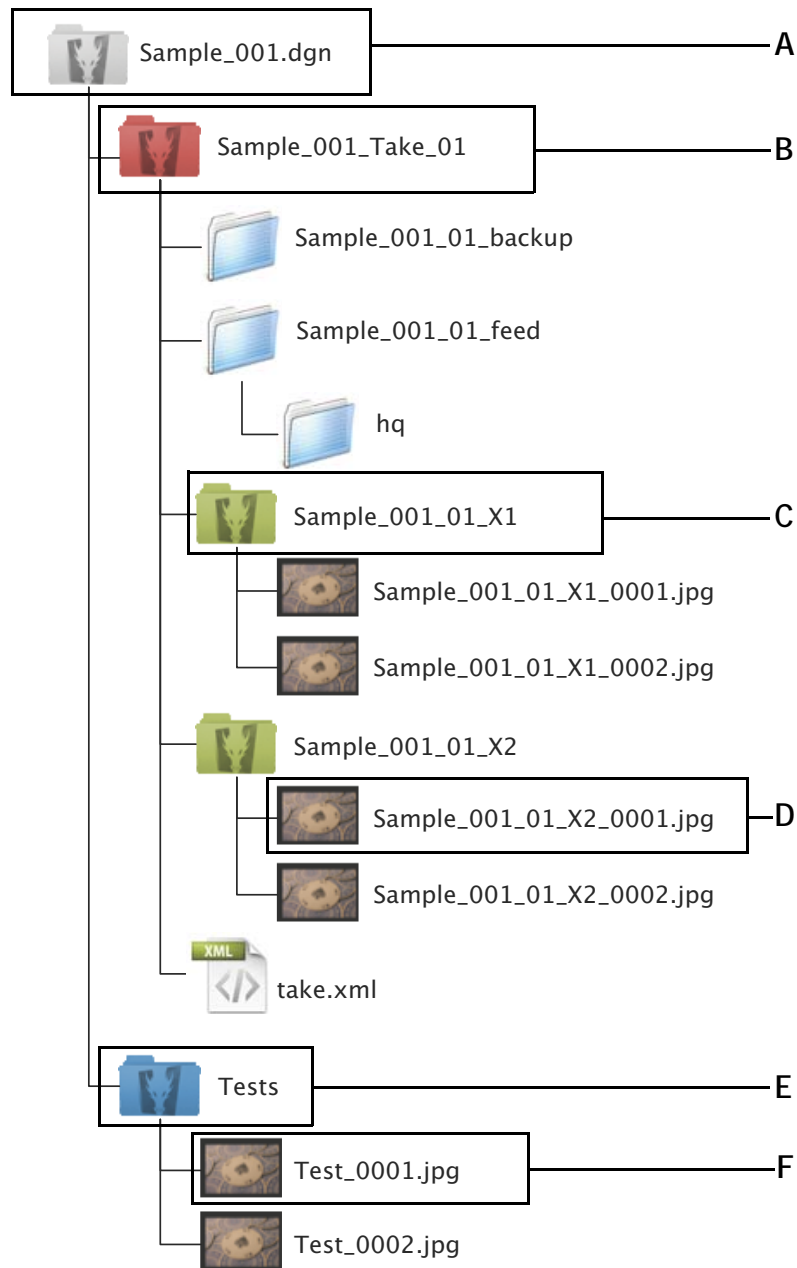 Sample_001.dgn
A
Sample_001_Take_01
B
Sample_001_01_backup
Sample_001_01_feed
hq
Sample_001_01_X1
C
Sample_001_01_X1_0001.jpg
Sample_001_01_X1_0002.jpg
Sample_001_01_X2
Sample_001_01_X2_0001.jpg
D
Sample_001_01_X2_0002.jpg
XML
take.xml
Tests
E
Test_0001.jpg
F
Test_0002.jpg